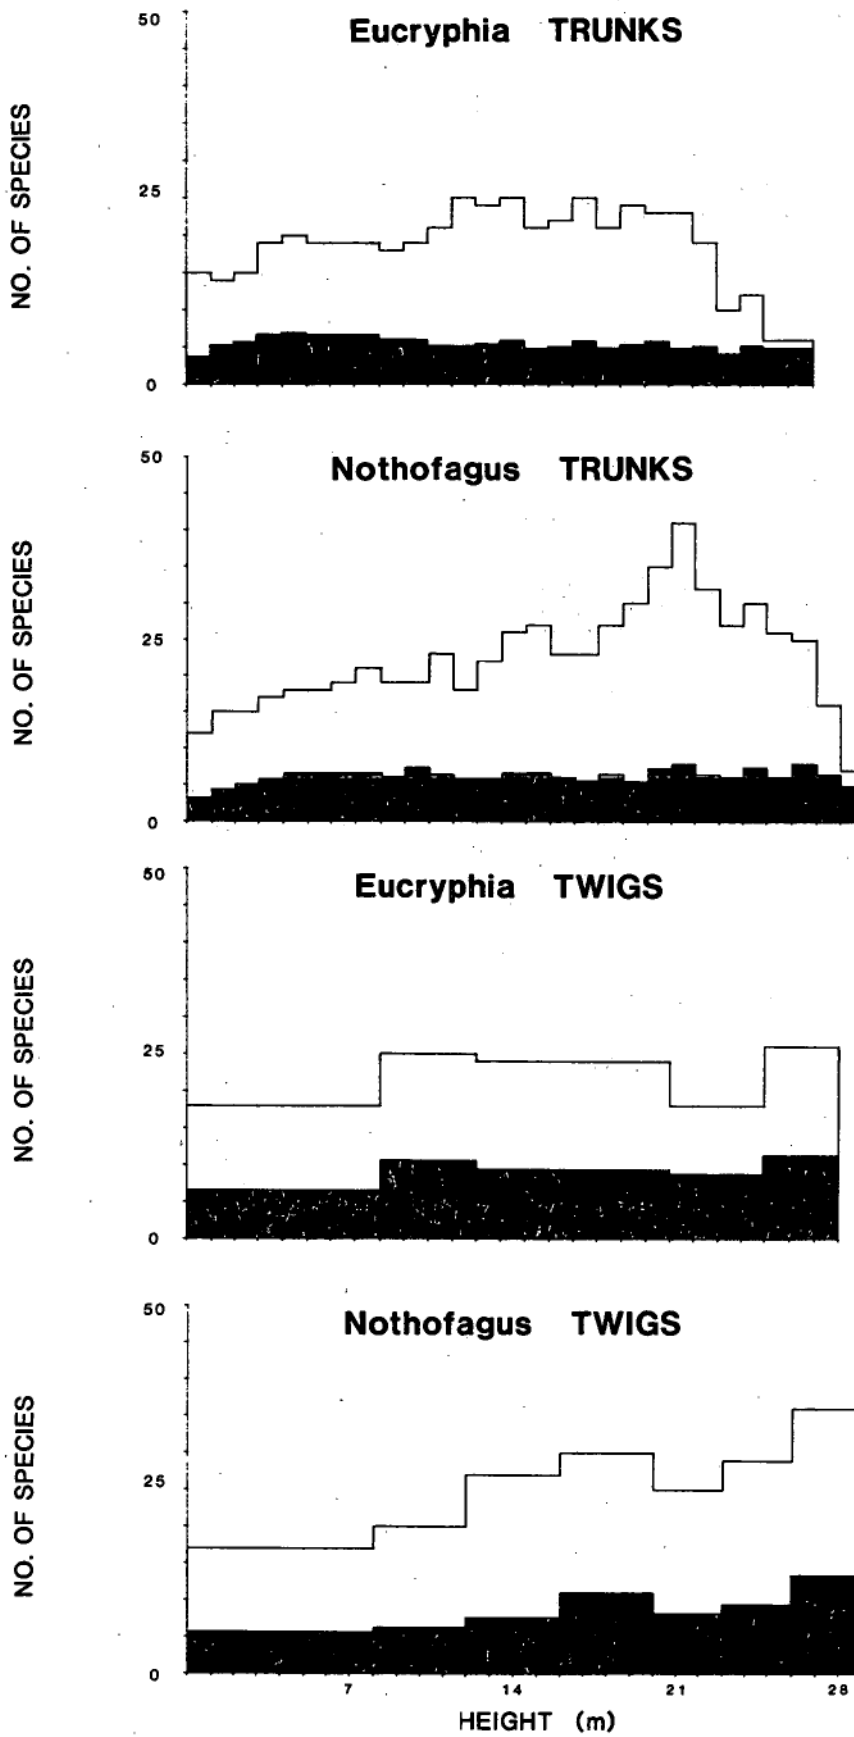 50
Eucryphia TRUNKS
NO. OF SPECIES
25
0
50
Nothofagus TRUNKS
NO. OF SPECIES
25
0
50
Eucryphia TWIGS
NO. OF SPECIES
25
0
50
Nothofagus TWIGS
NO. OF SPECIES
25
0
7 14 21 28
HEIGHT (m)